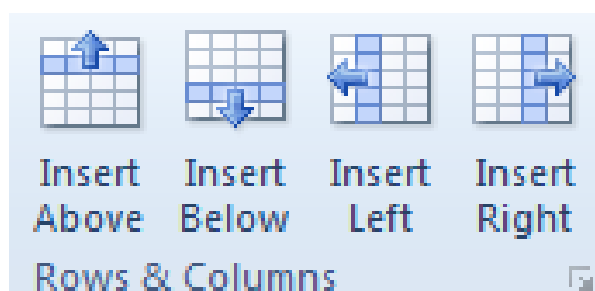 Insert Insert Insert Insert
Above Below Left Right
Rows & Columns